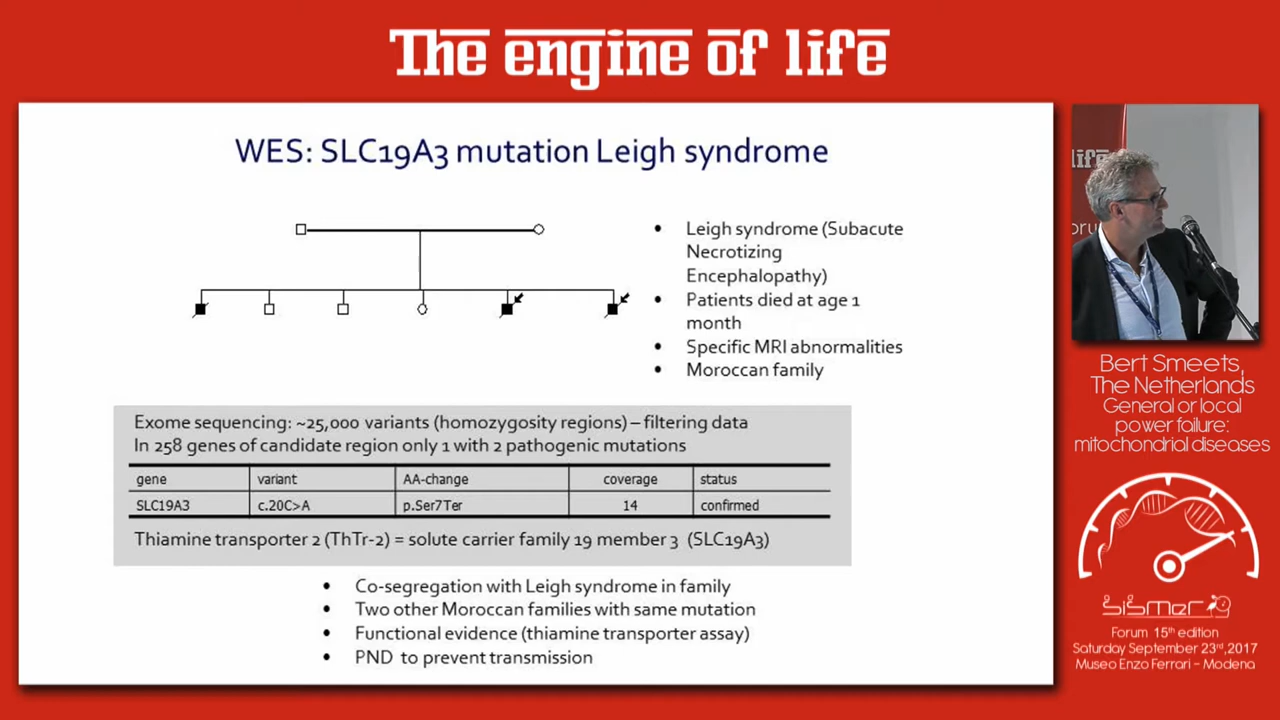 The engine of life
WES: SLC19A3 mutation Leigh syndrome
• Leigh syndrome (Subacute
Necrotizing
Encephalopathy)
• Patients died at age 1
month
• Specific MRI abnormalities
• Moroccan family
Exome sequencing: ~25,000 variants (homozygosity regions) – filtering data
In 258 genes of candidate region only 1 with 2 pathogenic mutations
gene variant AA-change coverage status
SLC19A3 c.20C>A p.Ser7Ter 14 confirmed
Thiamine transporter 2 (ThTr-2) = solute carrier family 19 member 3 (SLC19A3)
• Co-segregation with Leigh syndrome in family
• Two other Moroccan families with same mutation
• Functional evidence (thiamine transporter assay)
• PND to prevent transmission
life
Bert Smeets,
The Netherlands
General or local
power failure:
mitochondrial diseases
SISMER
Forum 15th edition
Saturday September 23rd,2017
Museo Enzo Ferrari – Modena